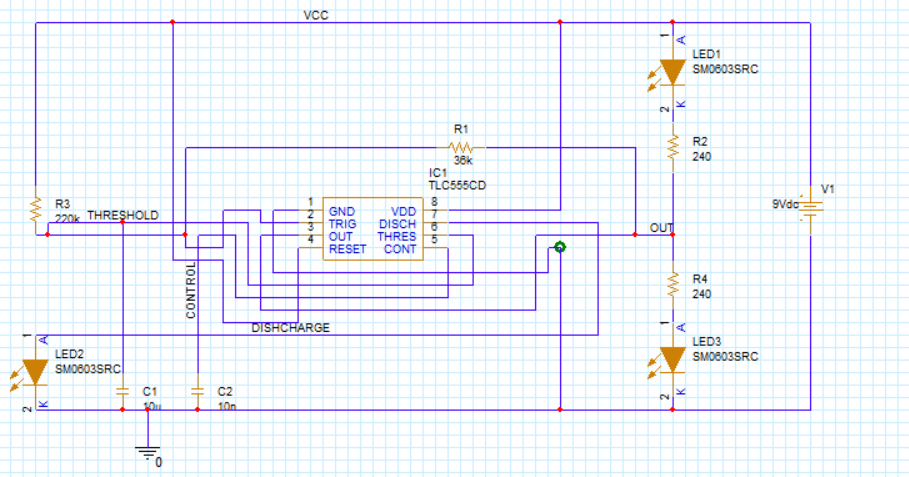 VCC
1
A
LED1
SM0603SRC
2
K
R1
36k
R2
240
IC1
TLC555CD
V1
9Vdc
R3
220k
THRESHOLD
1 GND VDD 8
2 TRIG DISCH 7
3 OUT THRES 6
4 RESET CONT 5
OUT
CONTROL
R4
240
DISHCHARGE
1
A
LED3
SM0603SRC
2
K
1
A
LED2
SM0603SRC
2
K
C1
10u
C2
10n
0